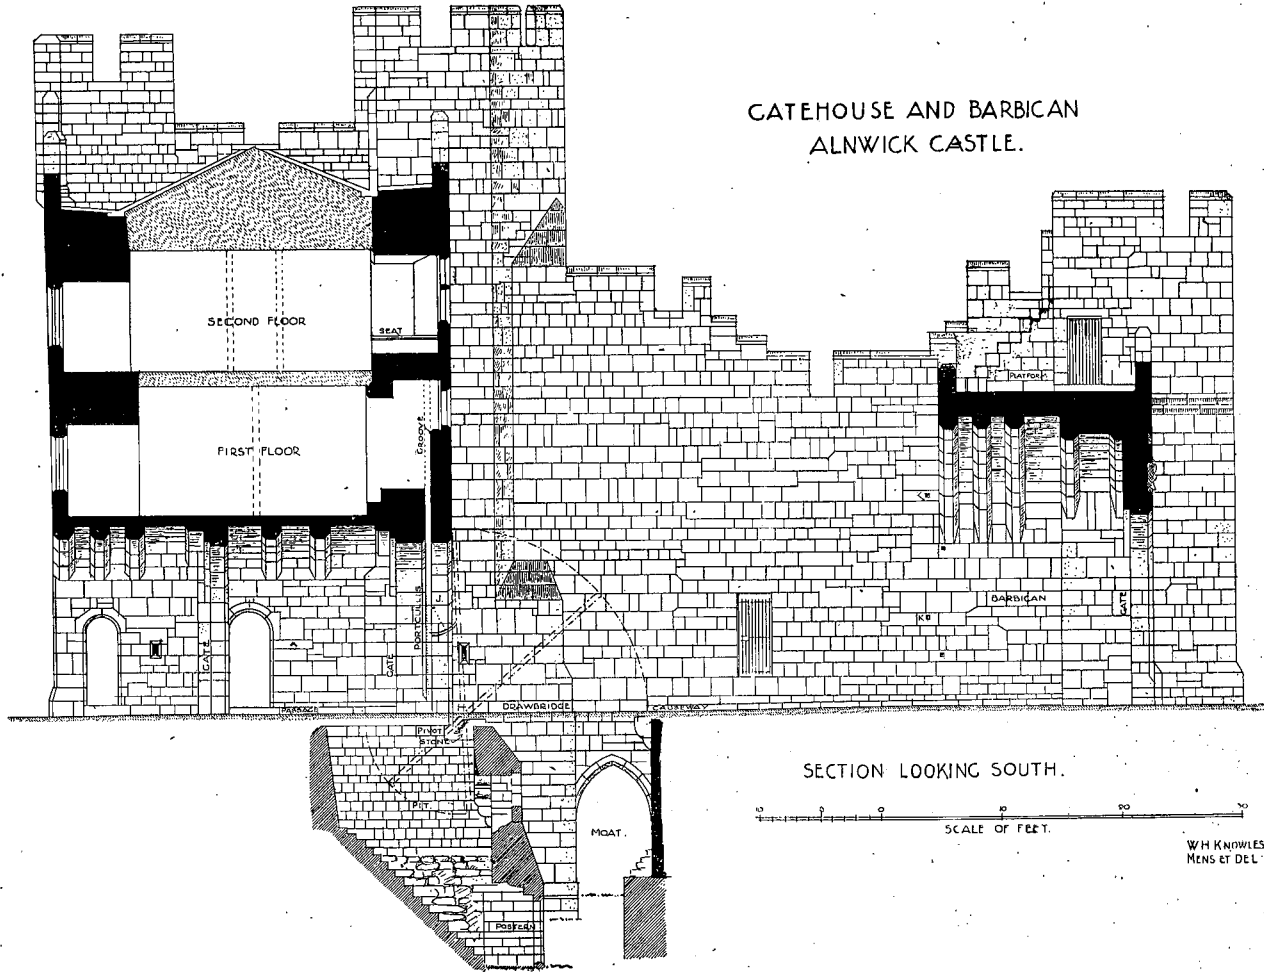 GATEHOUSE AND BARBICAN
ALNWICK CASTLE.
SECOND FLOOR
SEAT
PLATFORM
FIRST FLOOR
GROOVE
K
BARBICAN
GATE
PORTCULLIS
J.
K
GATE
A
GATE
E
PASSAGE
H
DRAWBRIDGE
CAUSEWAY
PIVOT
STONE
PIT.
MOAT.
POSTERN
SECTION LOOKING SOUTH.
10 5 0 10 20 30
SCALE OF FEET.
W H KNOWLES
MENS ET DEL